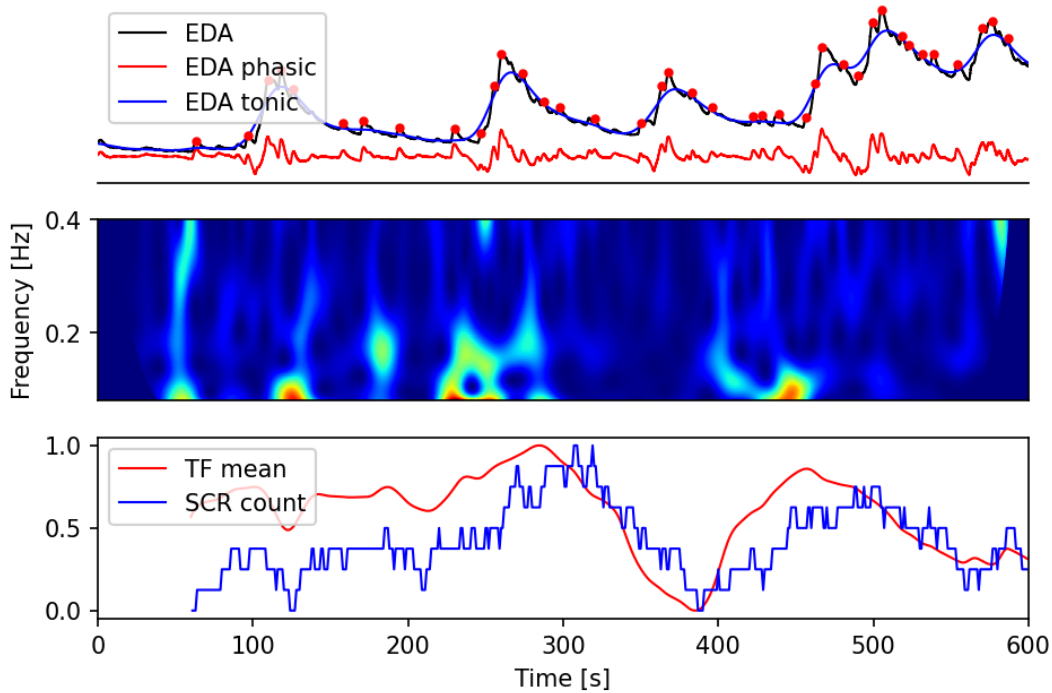 EDA
EDA phasic
EDA tonic
0.4
0.2
Frequency [Hz]
1.0
0.5
0.0
TF mean
SCR count
0 100 200 300 400 500 600
Time [s]